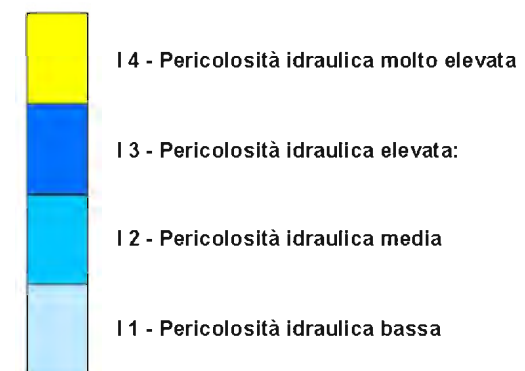 I 4 - Pericolosità idraulica molto elevata
I 3 - Pericolosità idraulica elevata:
I 2 - Pericolosità idraulica media
I 1 - Pericolosità idraulica bassa